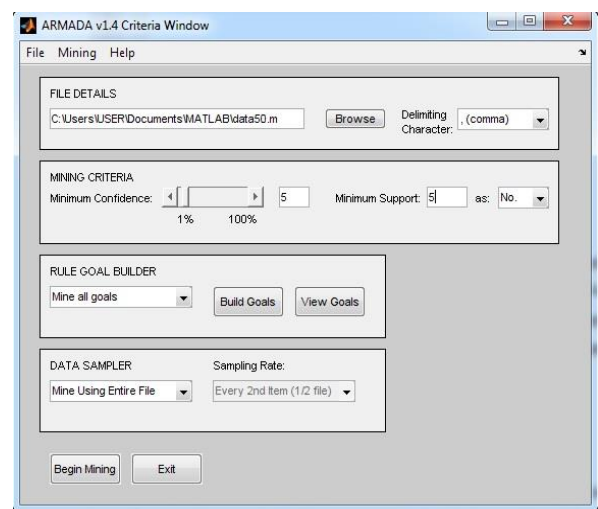 ARMADA v1.4 Criteria Window
File Mining Help
FILE DETAILS
C:\Users\USER\Documents\MATLAB\data50.m Browse Delimiting Character: , (comma)
MINING CRITERIA
Minimum Confidence: 5 Minimum Support: 5 as: No.
1% 100%
RULE GOAL BUILDER
Mine all goals Build Goals View Goals
DATA SAMPLER Sampling Rate:
Mine Using Entire File Every 2nd Item (1/2 file)
Begin Mining Exit